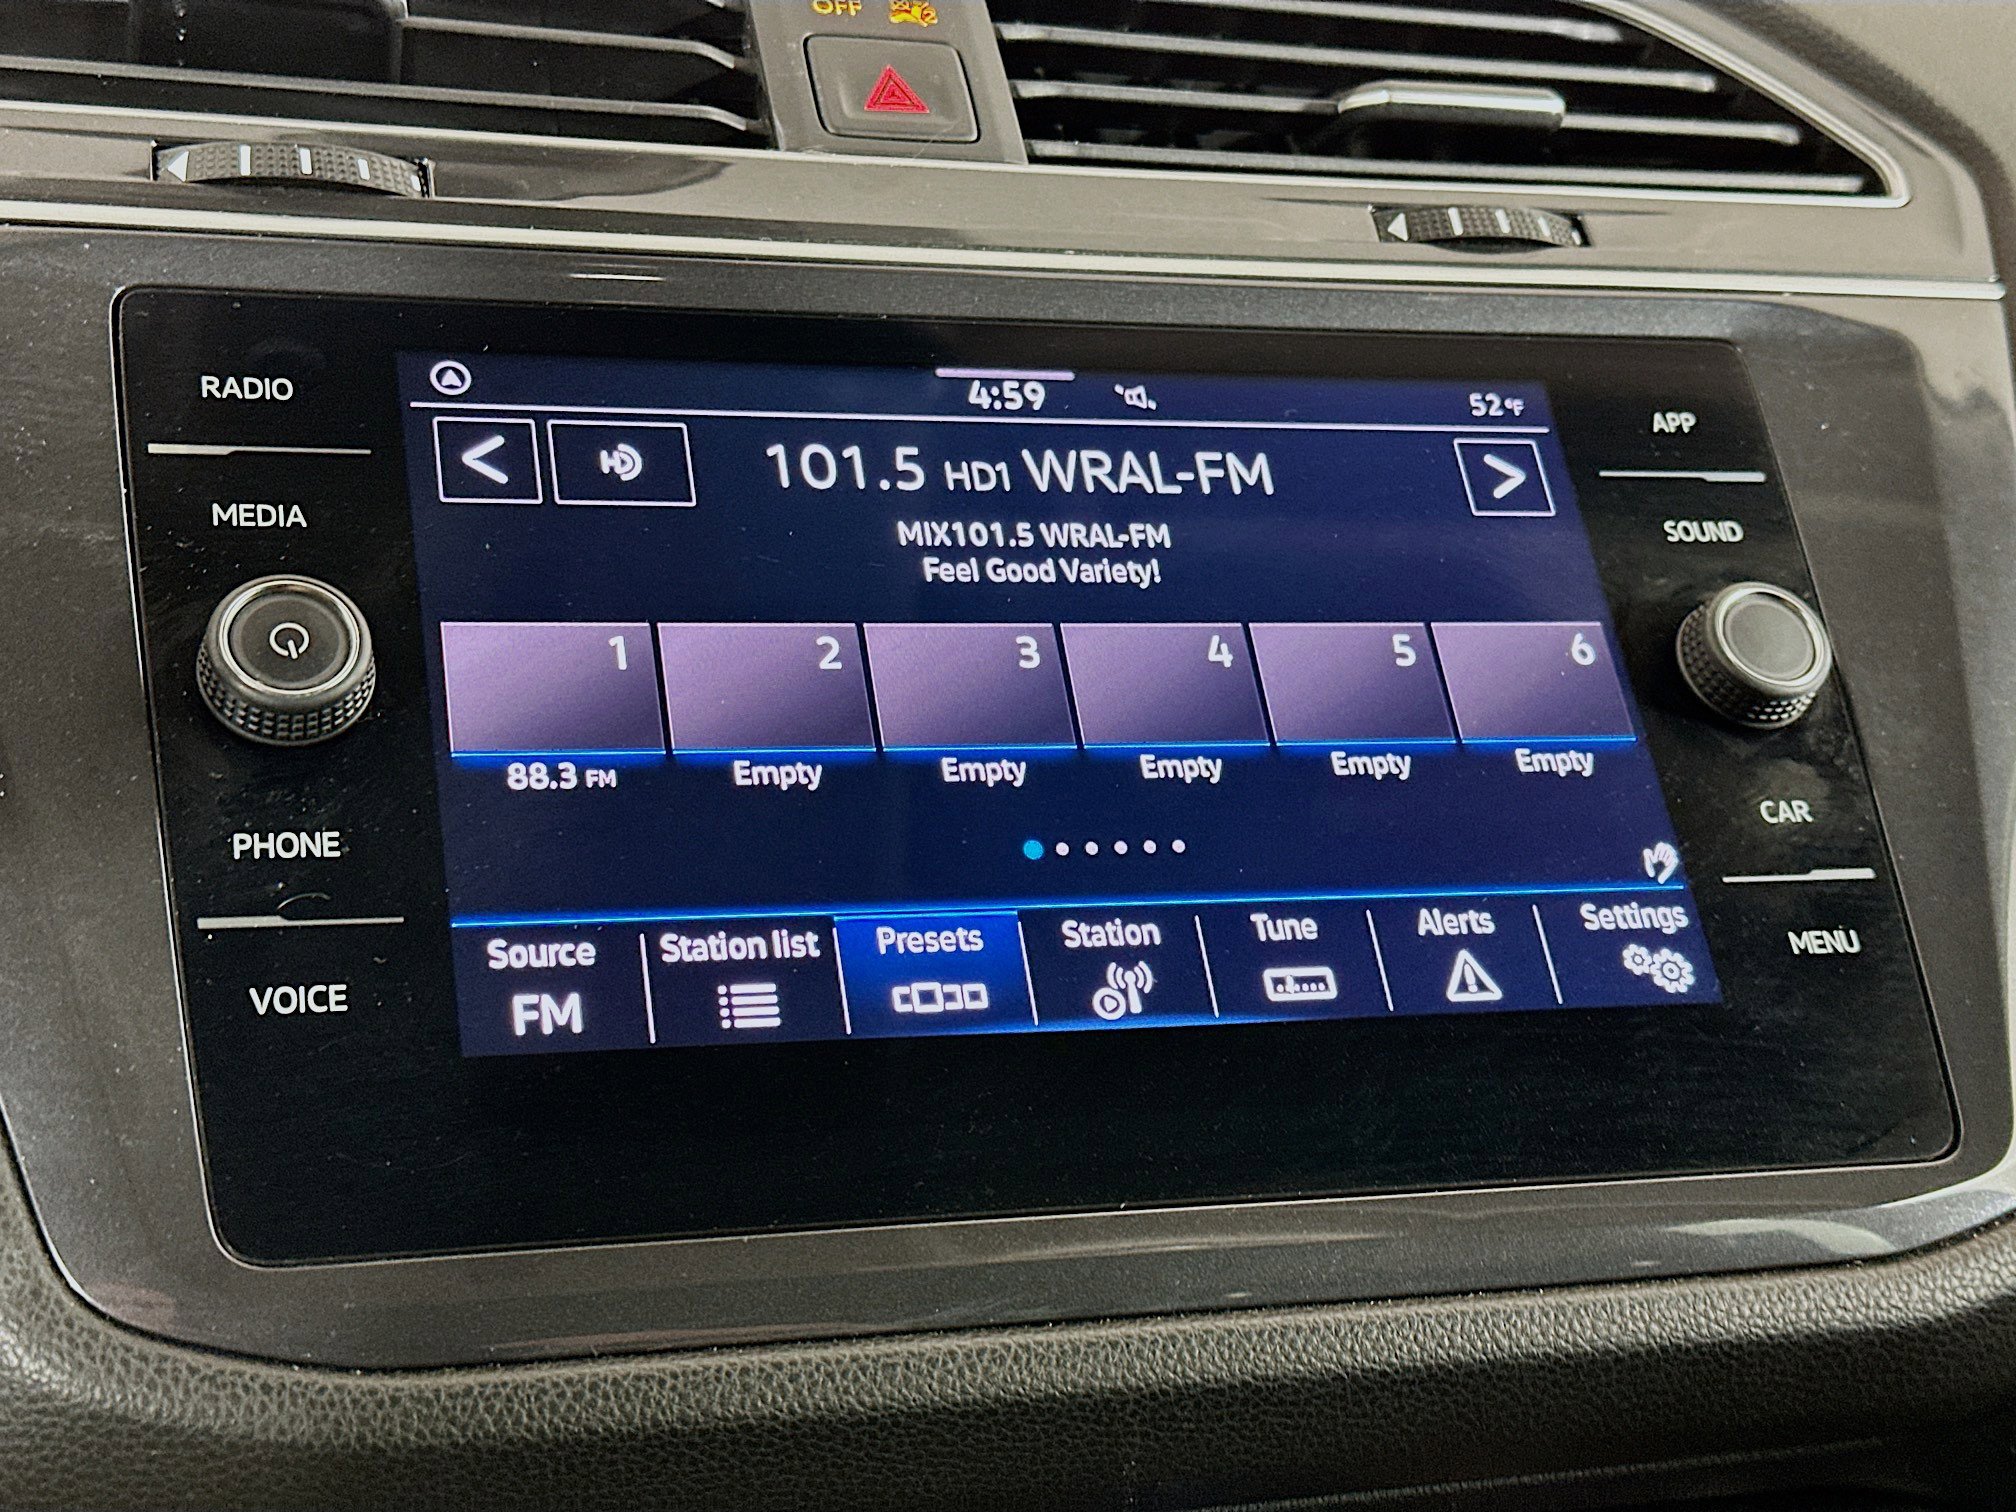 OFF
RADIO
MEDIA
PHONE
VOICE
4:59
52°F
HD
101.5 HD1 WRAL-FM
MIX101.5 WRAL-FM
Feel Good Variety!
1
2
3
4
5
6
88.3 FM
Empty
Empty
Empty
Empty
Empty
Source
FM
Station list
Presets
Station
Tune
Alerts
Settings
APP
SOUND
CAR
MENU